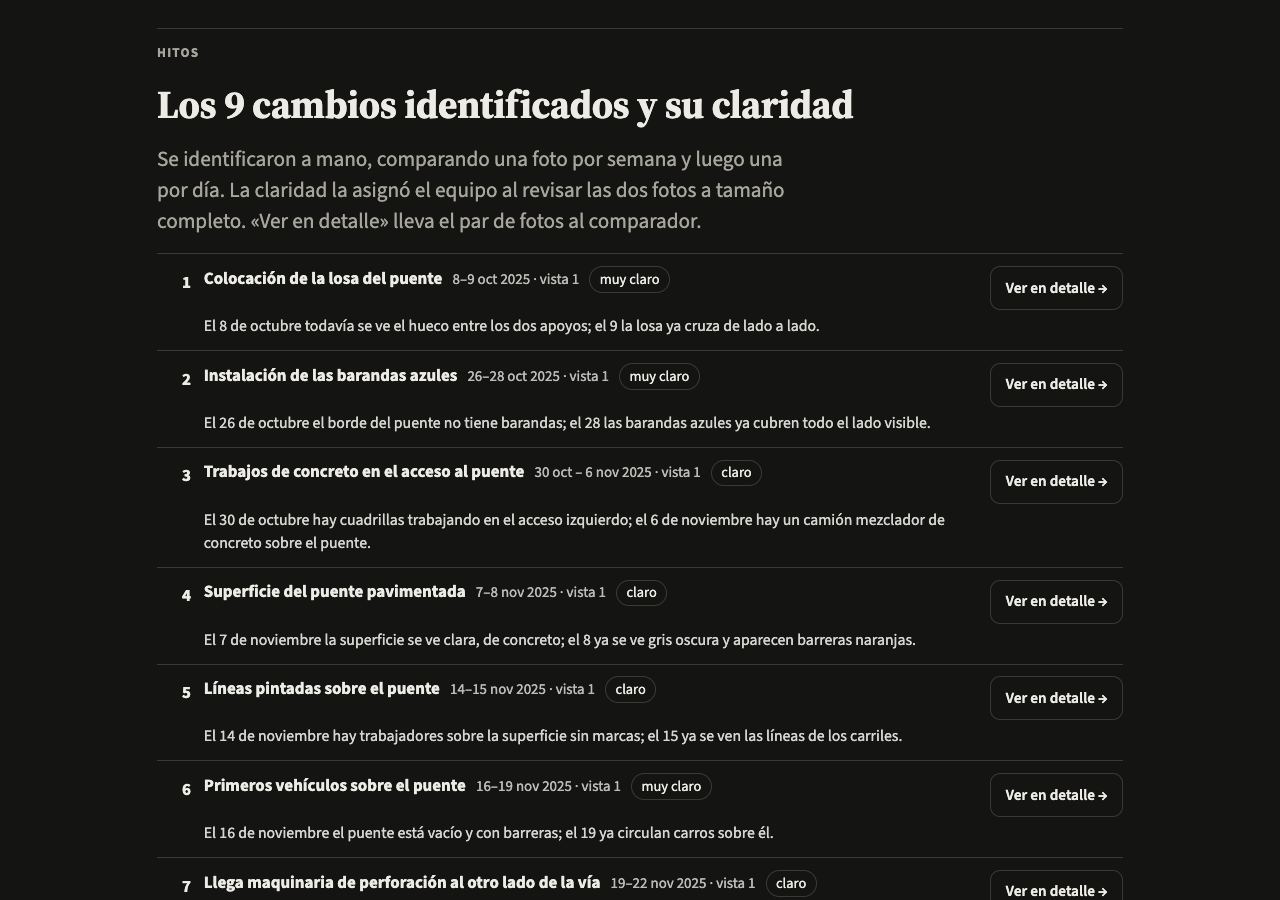 HITOS
Los 9 cambios identificados y su claridad
Se identificaron a mano, comparando una foto por semana y luego una
por día. La claridad la asignó el equipo al revisar las dos fotos a tamaño
completo. «Ver en detalle» lleva el par de fotos al comparador.
1 Colocación de la losa del puente 8–9 oct 2025 · vista 1 muy claro Ver en detalle →
El 8 de octubre todavía se ve el hueco entre los dos apoyos; el 9 la losa ya cruza de lado a lado.
2 Instalación de las barandas azules 26–28 oct 2025 · vista 1 muy claro Ver en detalle →
El 26 de octubre el borde del puente no tiene barandas; el 28 las barandas azules ya cubren todo el lado visible.
3 Trabajos de concreto en el acceso al puente 30 oct – 6 nov 2025 · vista 1 claro Ver en detalle →
El 30 de octubre hay cuadrillas trabajando en el acceso izquierdo; el 6 de noviembre hay un camión mezclador de
concreto sobre el puente.
4 Superficie del puente pavimentada 7–8 nov 2025 · vista 1 claro Ver en detalle →
El 7 de noviembre la superficie se ve clara, de concreto; el 8 ya se ve gris oscura y aparecen barreras naranjas.
5 Líneas pintadas sobre el puente 14–15 nov 2025 · vista 1 claro Ver en detalle →
El 14 de noviembre hay trabajadores sobre la superficie sin marcas; el 15 ya se ven las líneas de los carriles.
6 Primeros vehículos sobre el puente 16–19 nov 2025 · vista 1 muy claro Ver en detalle →
El 16 de noviembre el puente está vacío y con barreras; el 19 ya circulan carros sobre él.
7 Llega maquinaria de perforación al otro lado de la vía 19–22 nov 2025 · vista 1 claro Ver en detalle →